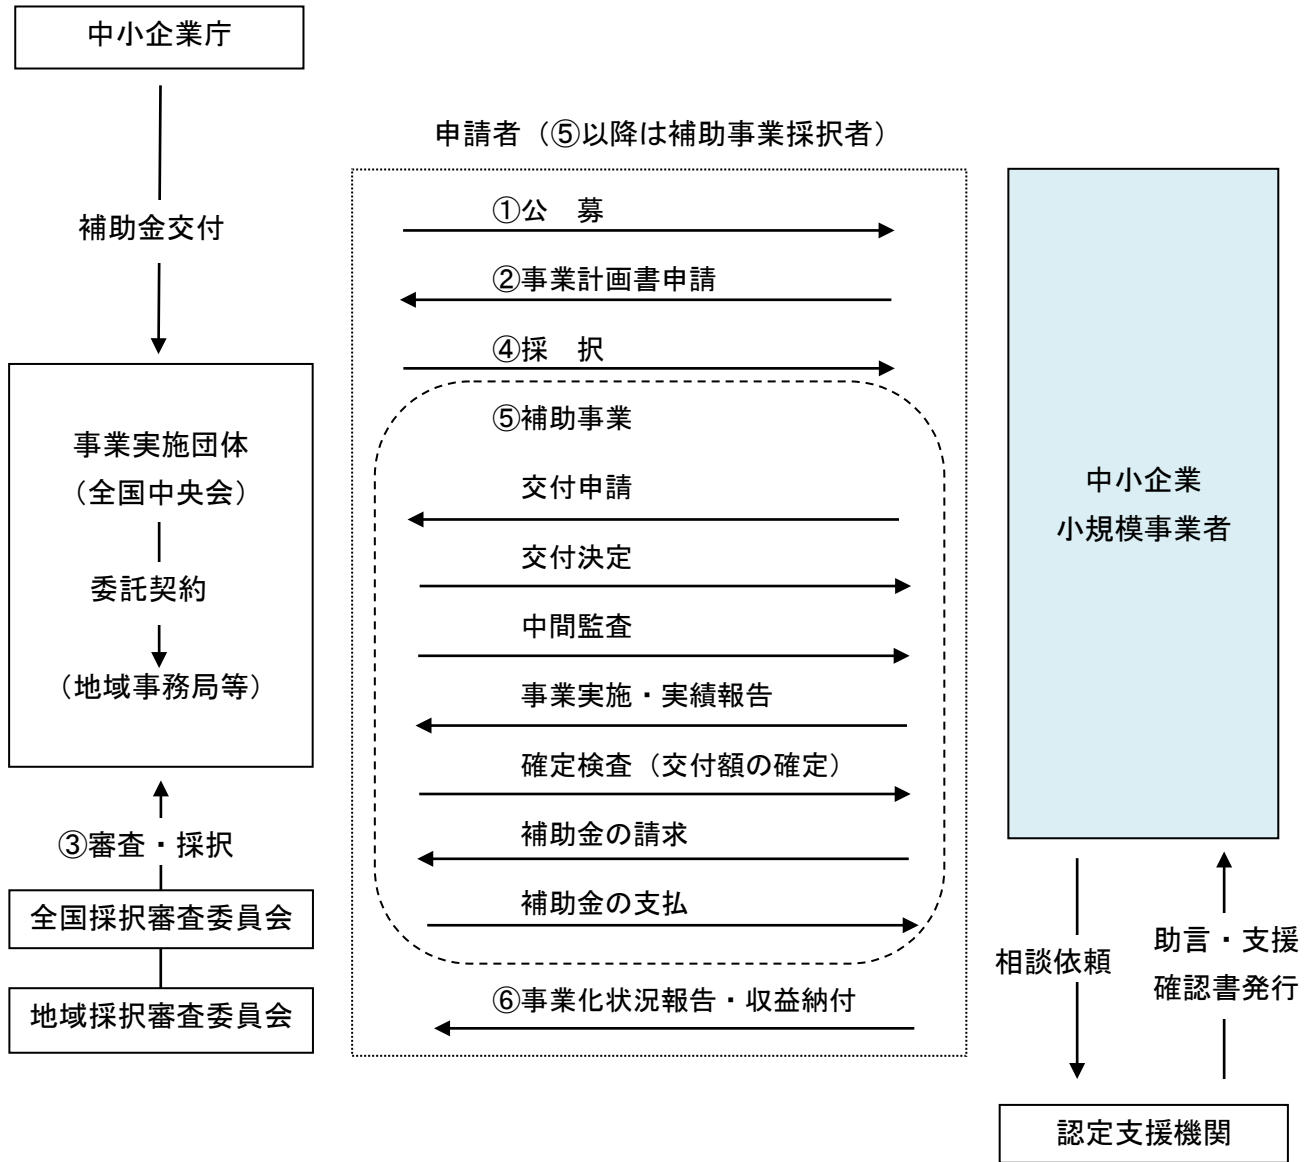 中小企業庁
補助金交付
事業実施団体
（全国中央会）
委託契約
（地域事務局等）
③審査・採択
全国採択審査委員会
地域採択審査委員会
申請者（⑤以降は補助事業採択者）
①公　募
②事業計画書申請
④採　択
⑤補助事業
交付申請
交付決定
中間監査
事業実施・実績報告
確定検査（交付額の確定）
補助金の請求
補助金の支払
⑥事業化状況報告・収益納付
中小企業
小規模事業者
相談依頼
助言・支援
確認書発行
認定支援機関